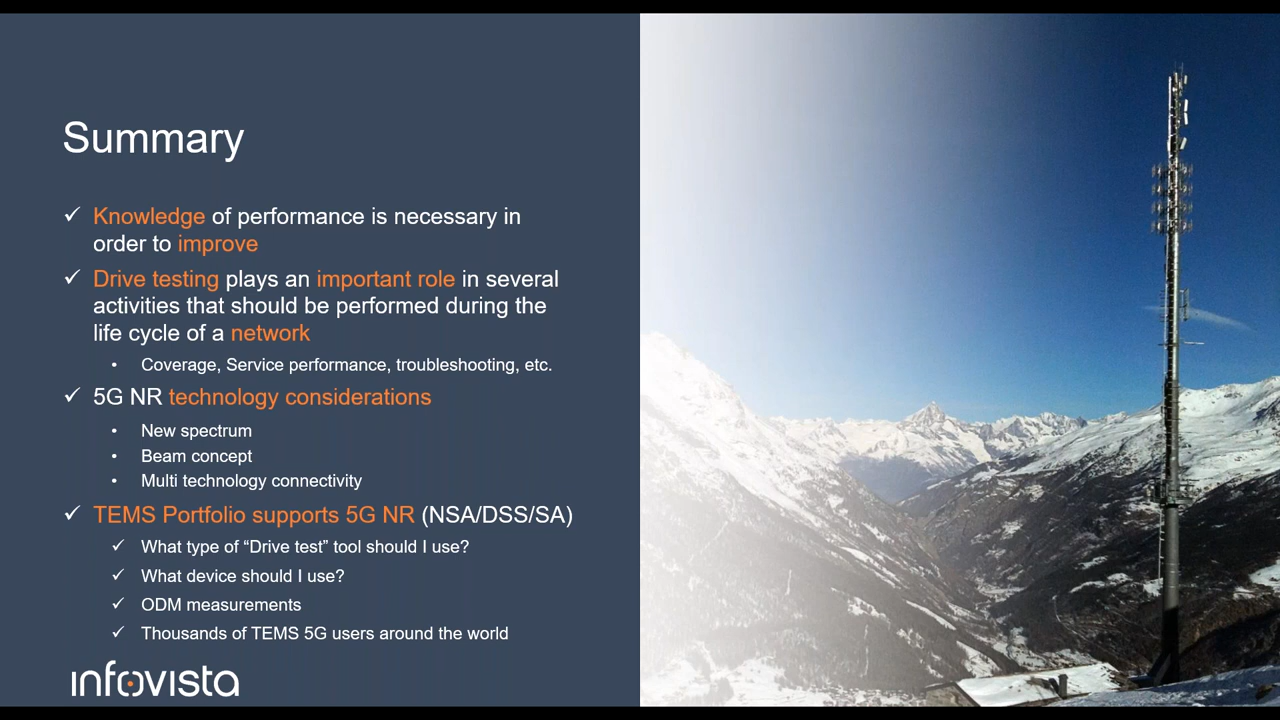 Summary
✓ Knowledge of performance is necessary in
order to improve
✓ Drive testing plays an important role in several
activities that should be performed during the
life cycle of a network
• Coverage, Service performance, troubleshooting, etc.
✓ 5G NR technology considerations
• New spectrum
• Beam concept
• Multi technology connectivity
✓ TEMS Portfolio supports 5G NR (NSA/DSS/SA)
✓ What type of “Drive test” tool should I use?
✓ What device should I use?
✓ ODM measurements
✓ Thousands of TEMS 5G users around the world
infovista